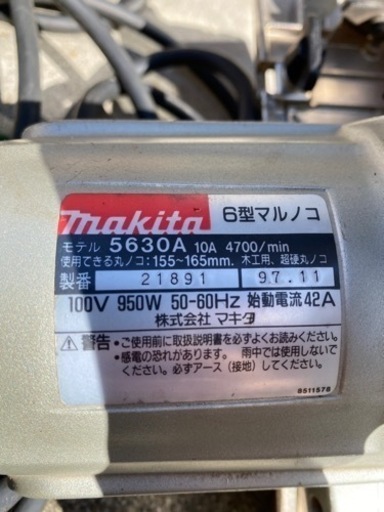 makita 6型マルノコ
モデル 5630A 10A 4700/min
使用できる丸ノコ:155~165mm. 木工用、超硬丸ノコ
製番 21891 97.11
100V 950W 50-60Hz 始動電流42A
株式会社 マキタ
⚠警告・ご使用前に取扱説明書を必ずよくお読みください。
・感電の恐れがあります。 雨中では使用しないで
ください。必ずアース（接地）してください。
8511578